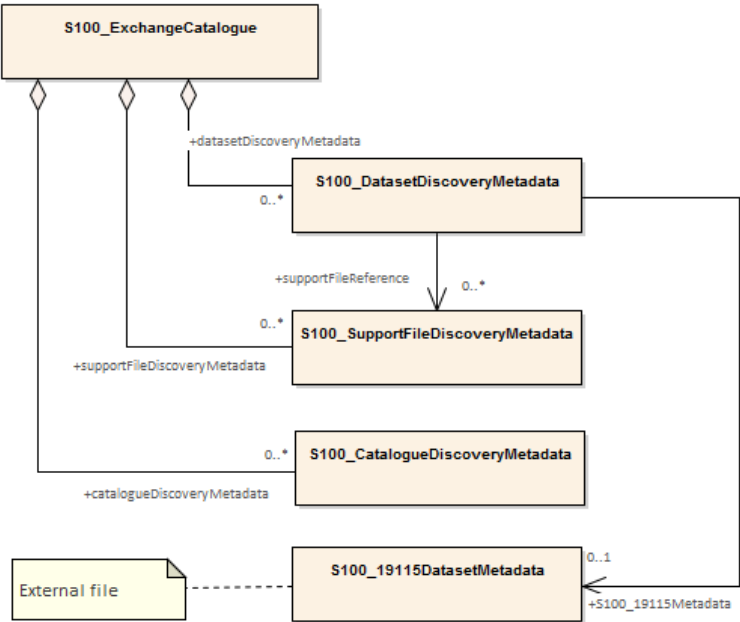 S100_ExchangeCatalogue
+datasetDiscoveryMetadata
S100_DatasetDiscoveryMetadata
0..*
+supportFileReference
0..*
0..*
S100_SupportFileDiscoveryMetadata
+supportFileDiscoveryMetadata
0..*
S100_CatalogueDiscoveryMetadata
+catalogueDiscoveryMetadata
0..1
S100_19115DatasetMetadata
External file
+S100_19115Metadata